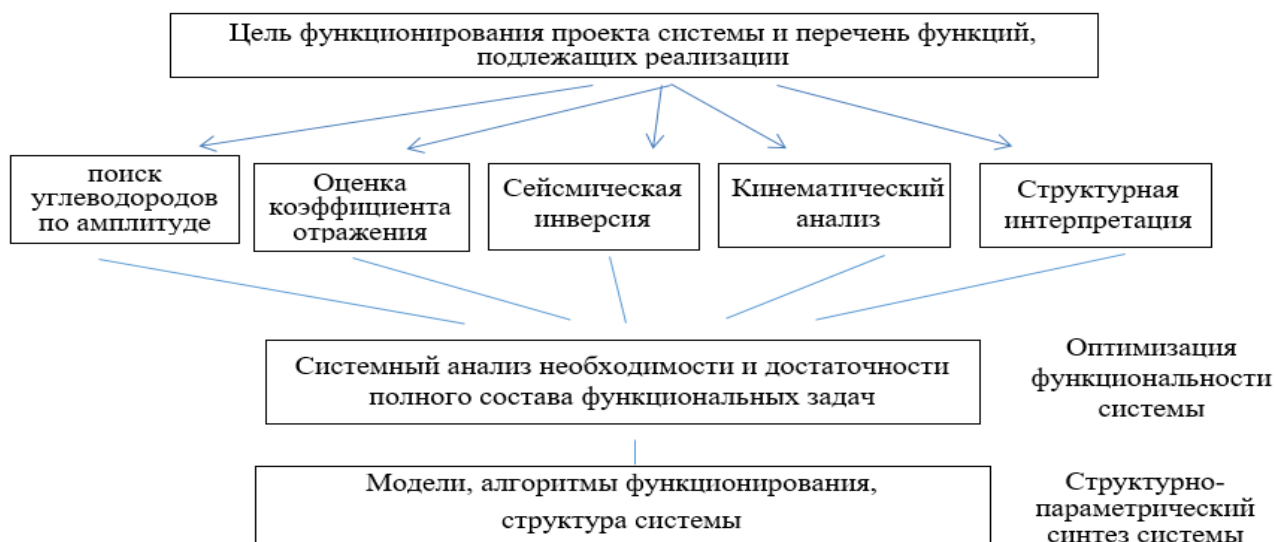 Цель функционирования проекта системы и перечень функций,
подлежащих реализации
поиск
углеводородов
по амплитуде
Оценка
коэффициента
отражения
Сейсмическая
инверсия
Кинематический
анализ
Структурная
интерпретация
Системный анализ необходимости и достаточности
полного состава функциональных задач
Оптимизация
функциональности
системы
Модели, алгоритмы функционирования,
структура системы
Структурно-
параметрический
синтез системы